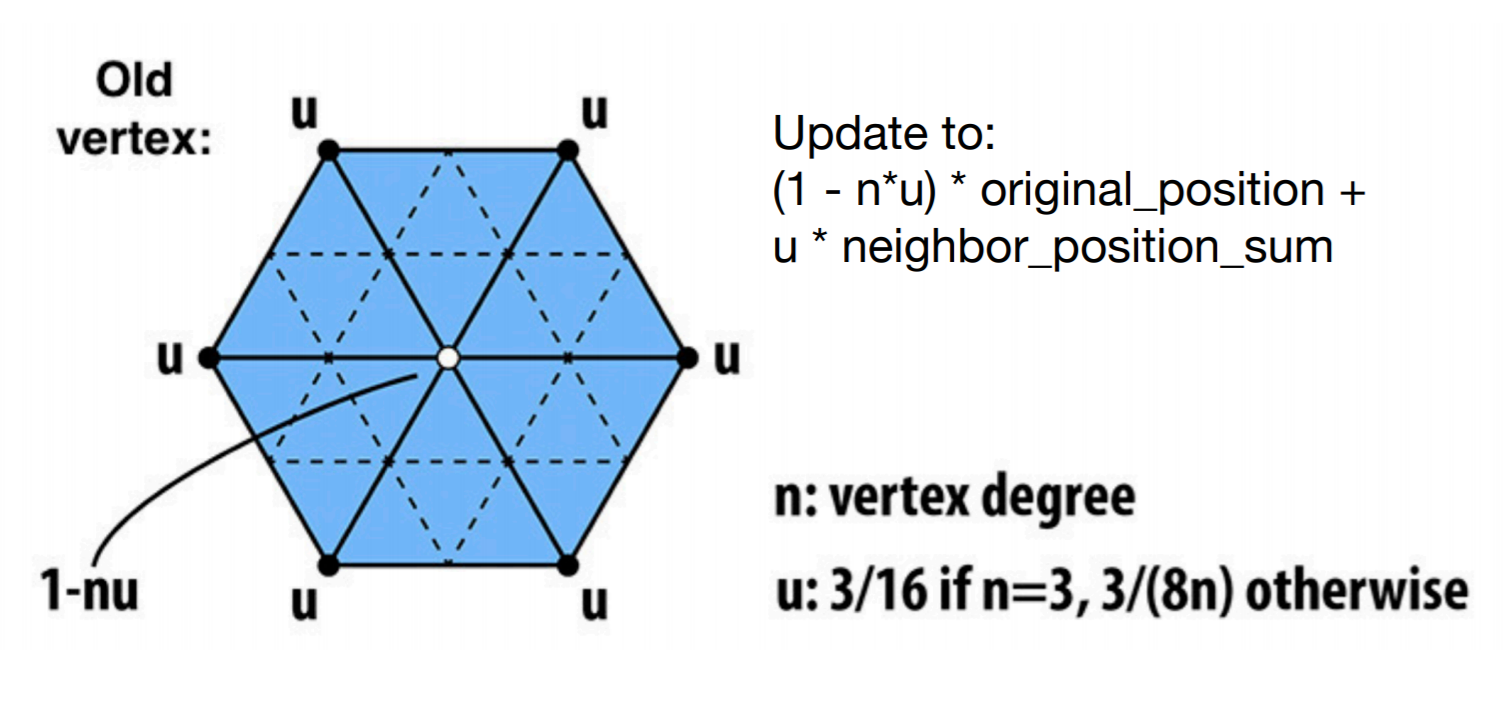 Old
vertex:
u
u
u
u
1-nu
u
u
Update to:
(1 - n*u) * original_position +
u * neighbor_position_sum
n: vertex degree
u: 3/16 if n=3, 3/(8n) otherwise